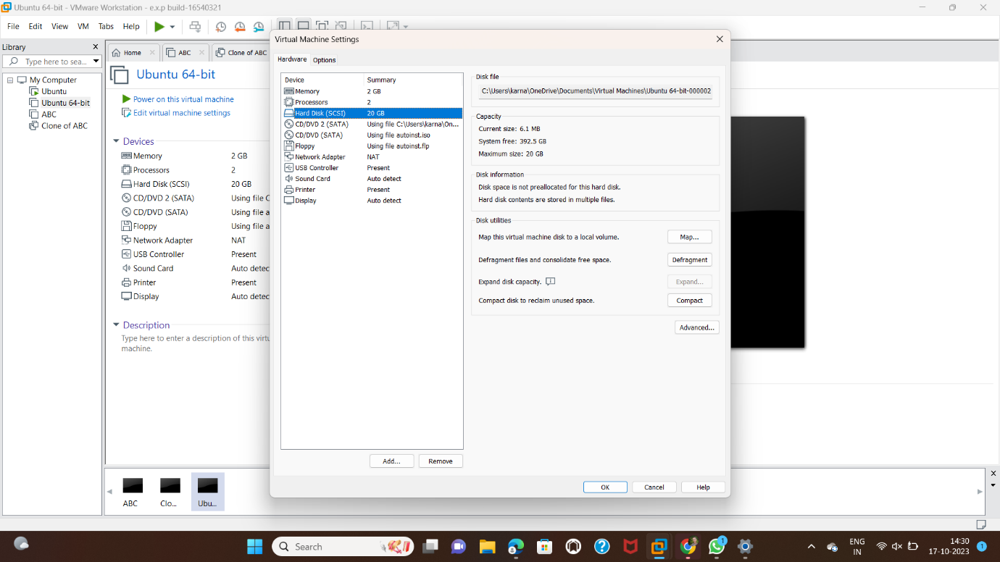 Ubuntu 64-bit - VMware Workstation - e.x.p build-16540321
File Edit View VM Tabs Help
Library
Type here to sea...
My Computer
Ubuntu
Ubuntu 64-bit
ABC
Clone of ABC
Home
ABC
Clone of ABC
Ubuntu 64-bit
Power on this virtual machine
Edit virtual machine settings
Devices
Memory 2 GB
Processors 2
Hard Disk (SCSI) 20 GB
CD/DVD 2 (SATA) Using file C
CD/DVD (SATA) Using file a
Floppy Using file a
Network Adapter NAT
USB Controller Present
Sound Card Auto detec
Printer Present
Display Auto detec
Description
Type here to enter a description of this virtu
machine.
ABC
Clo...
Ubu...
Virtual Machine Settings
Hardware Options
Device Summary
Memory 2 GB
Processors 2
Hard Disk (SCSI) 20 GB
CD/DVD 2 (SATA) Using file C:\Users\karna\On...
CD/DVD (SATA) Using file autoinst.iso
Floppy Using file autoinst.flp
Network Adapter NAT
USB Controller Present
Sound Card Auto detect
Printer Present
Display Auto detect
Add... Remove
Disk file
C:\Users\karna\OneDrive\Documents\Virtual Machines\Ubuntu 64-bit-000002
Capacity
Current size: 6.1 MB
System free: 392.5 GB
Maximum size: 20 GB
Disk information
Disk space is not preallocated for this hard disk.
Hard disk contents are stored in multiple files.
Disk utilities
Map this virtual machine disk to a local volume. Map...
Defragment files and consolidate free space. Defragment
Expand disk capacity. Expand...
Compact disk to reclaim unused space. Compact
Advanced...
OK Cancel Help
Search
1
ENG
IN
14:30
17-10-2023
1